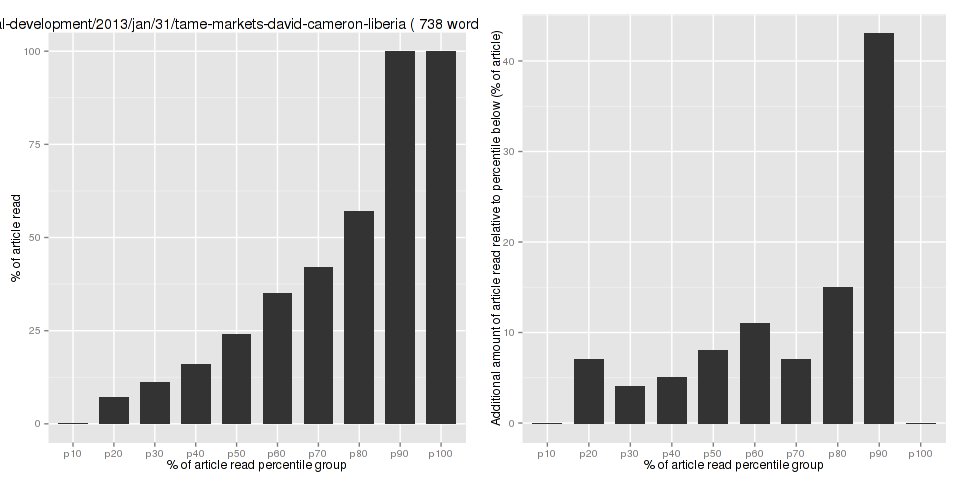 al-development/2013/jan/31/tame-markets-david-cameron-liberia ( 738 word
% of article read
100
75
50
25
0
p10 p20 p30 p40 p50 p60 p70 p80 p90 p100
% of article read percentile group
Additional amount of article read relative to percentile below (% of article)
40
30
20
10
0
p10 p20 p30 p40 p50 p60 p70 p80 p90 p100
% of article read percentile group